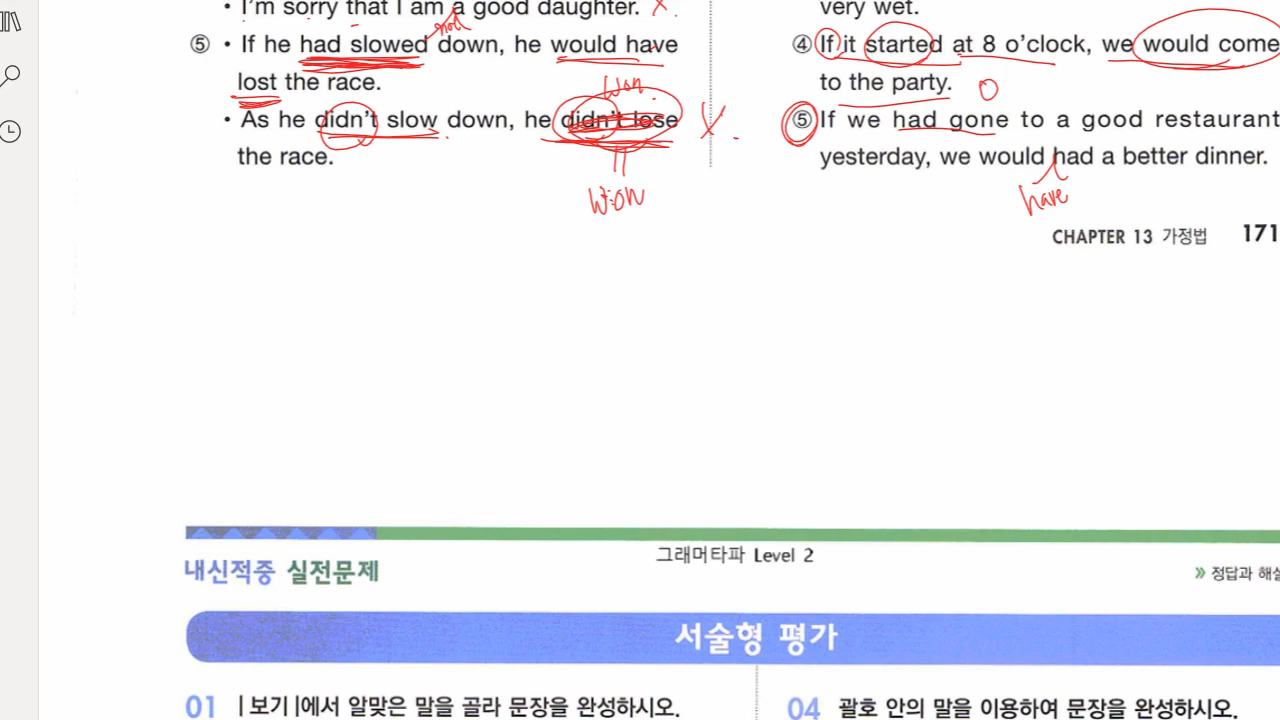 • I'm sorry that I am a good daughter. X.
not
⑤ • If he had slowed down, he would have
lost the race.
won.
• As he didn't slow down, he didn't lose X.
the race.
won
very wet.
④ If it started at 8 o'clock, we would come
to the party. O
⑤ If we had gone to a good restaurant
yesterday, we would had a better dinner.
have
CHAPTER 13 가정법 171
그래머타파 Level 2
내신적중 실전문제
» 정답과 해설
서술형 평가
01 |보기|에서 알맞은 말을 골라 문장을 완성하시오.
04 괄호 안의 말을 이용하여 문장을 완성하시오.